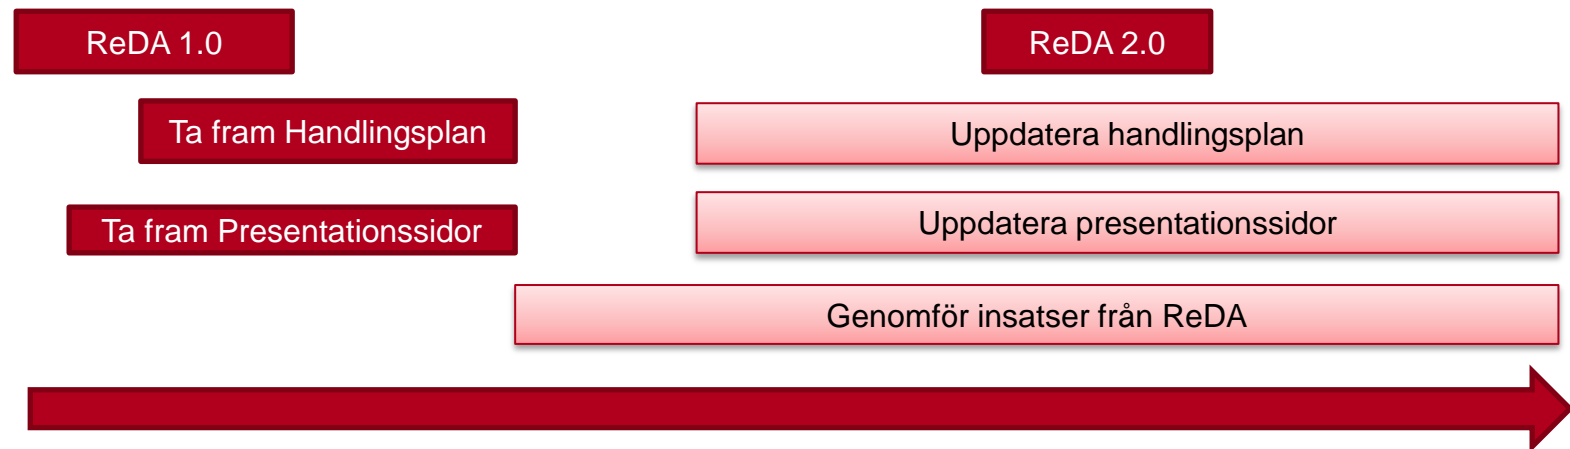 ReDA 1.0
ReDA 2.0
Ta fram Handlingsplan
Uppdatera handlingsplan
Ta fram Presentationssidor
Uppdatera presentationssidor
Genomför insatser från ReDA